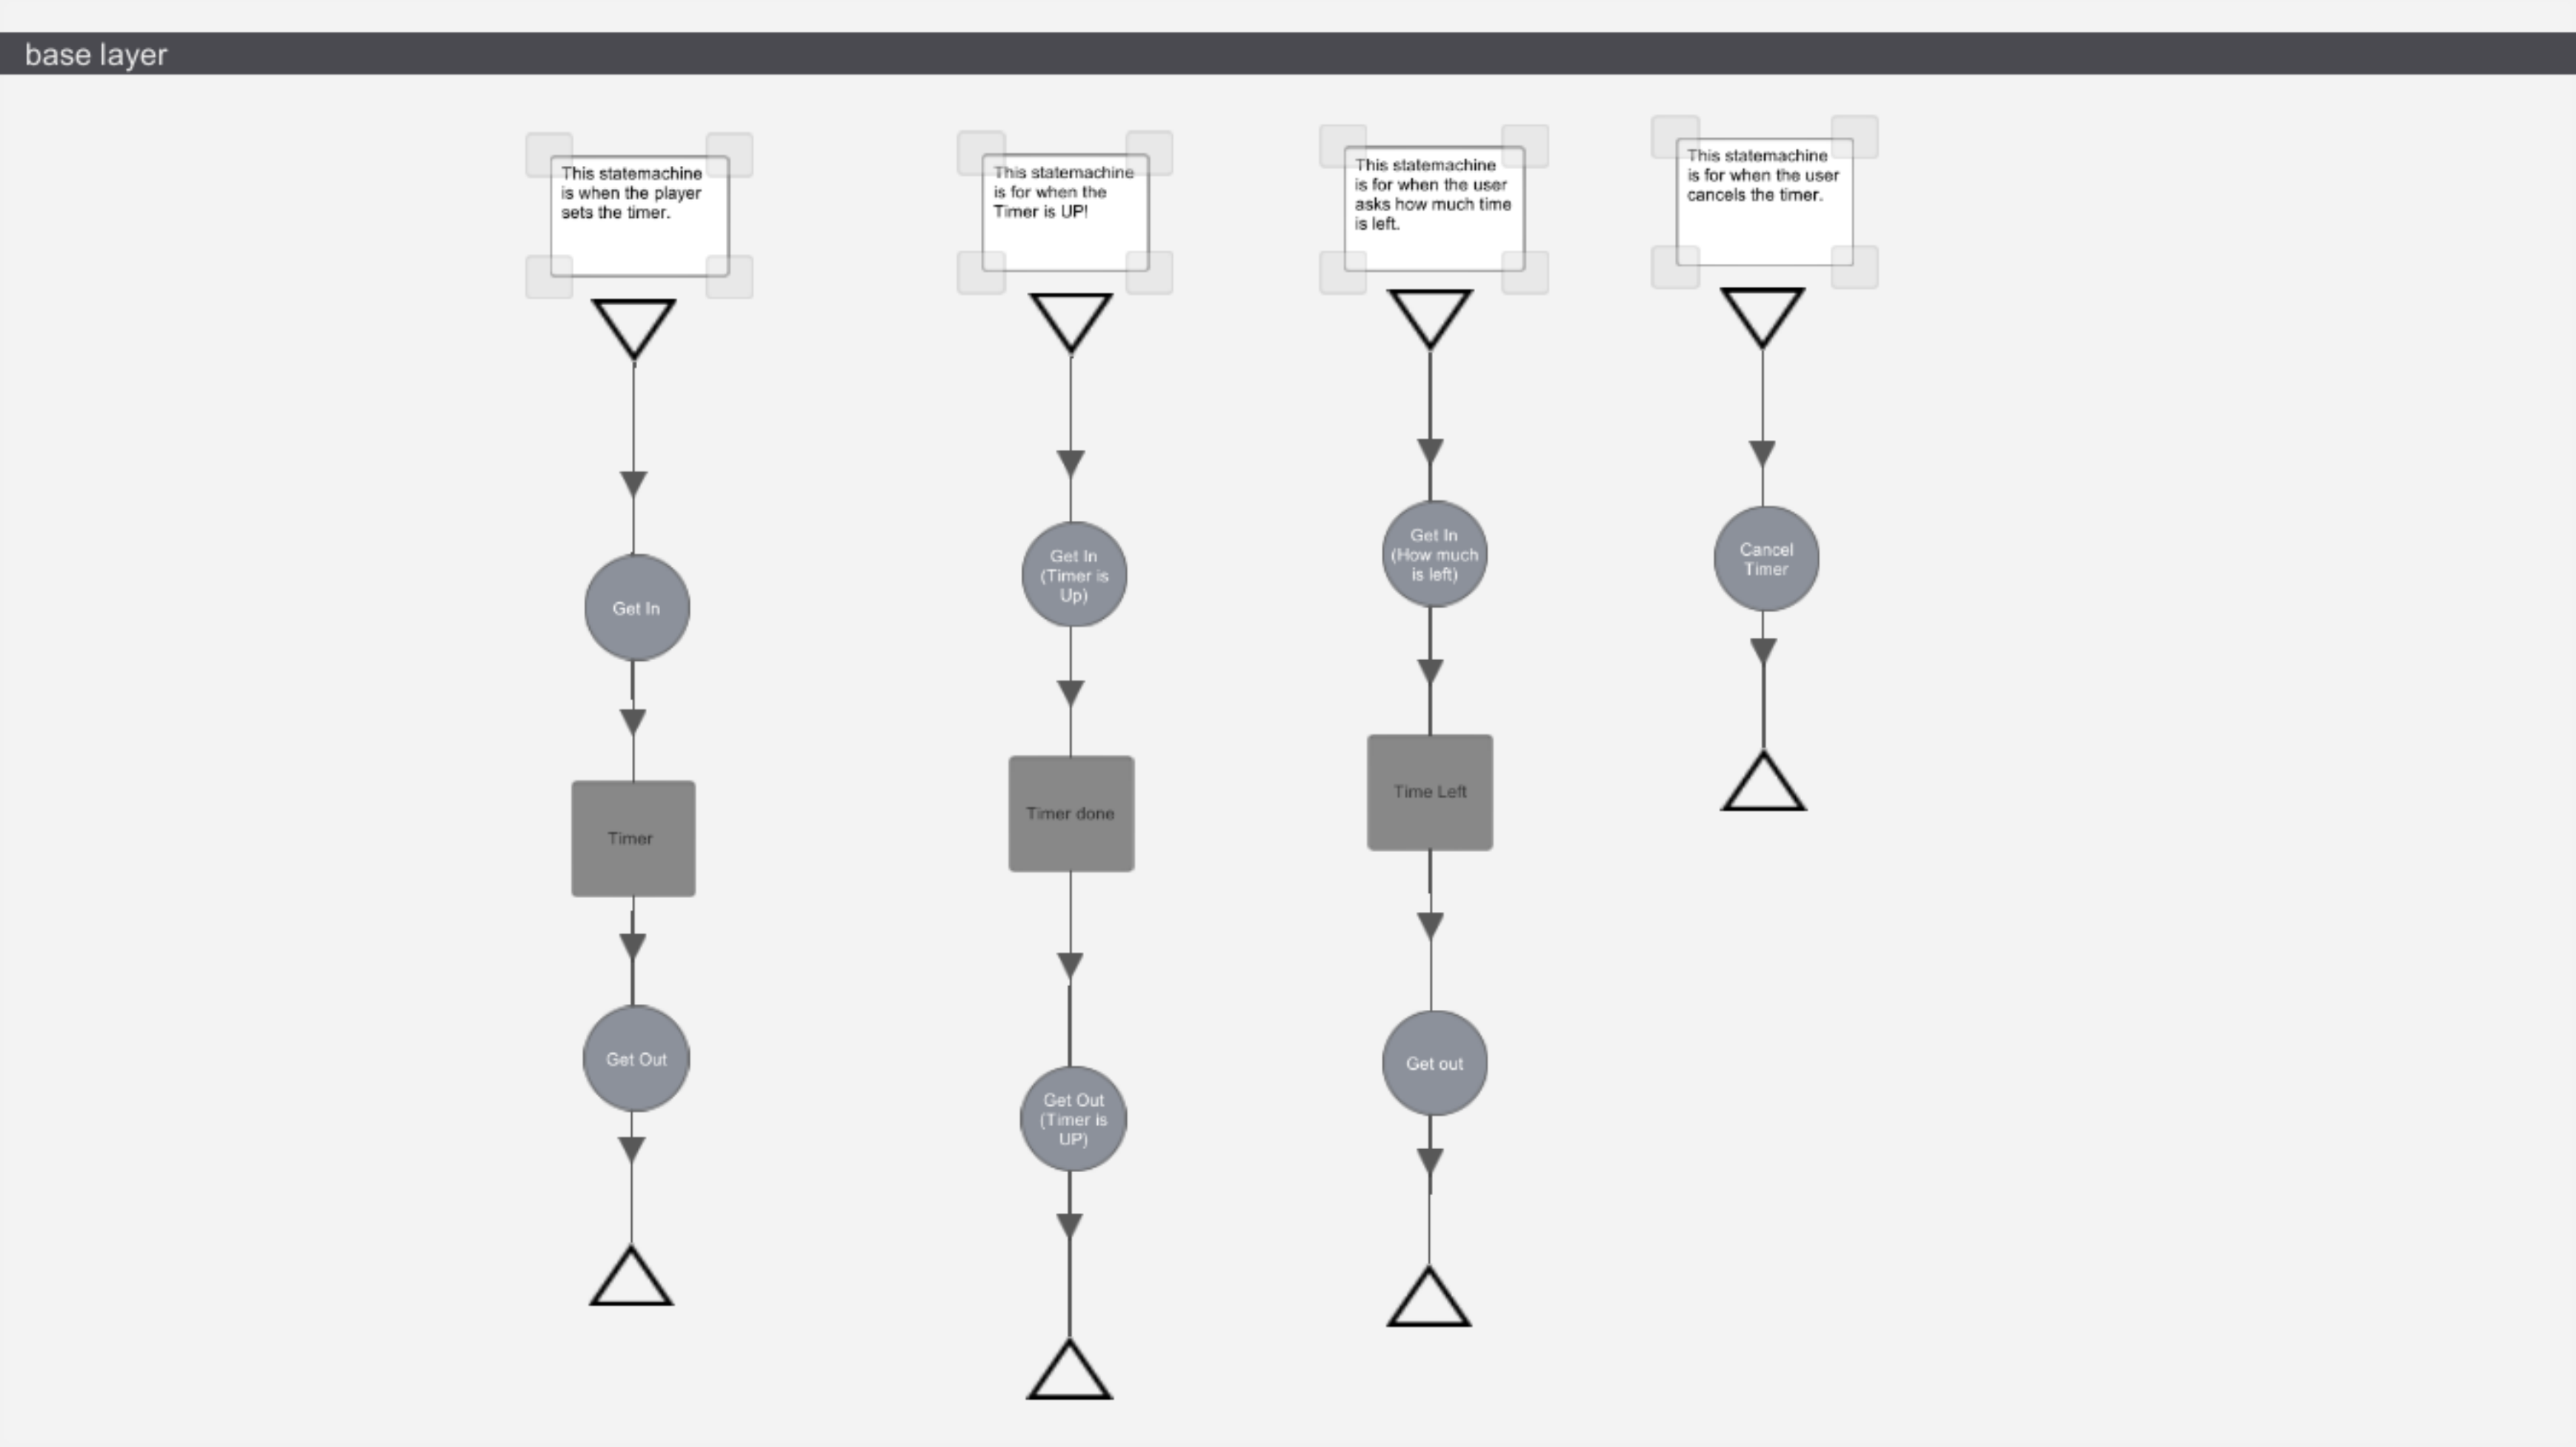 base layer
This statemachine
is when the player
sets the timer.
This statemachine
is for when the
Timer is UP!
This statemachine
is for when the user
asks how much time
is left.
This statemachine
is for when the user
cancels the timer.
Get In
Timer
Get Out
Get In
(Timer is
Up)
Timer done
Get Out
(Timer is
UP)
Get In
(How much
is left)
Time Left
Get out
Cancel
Timer